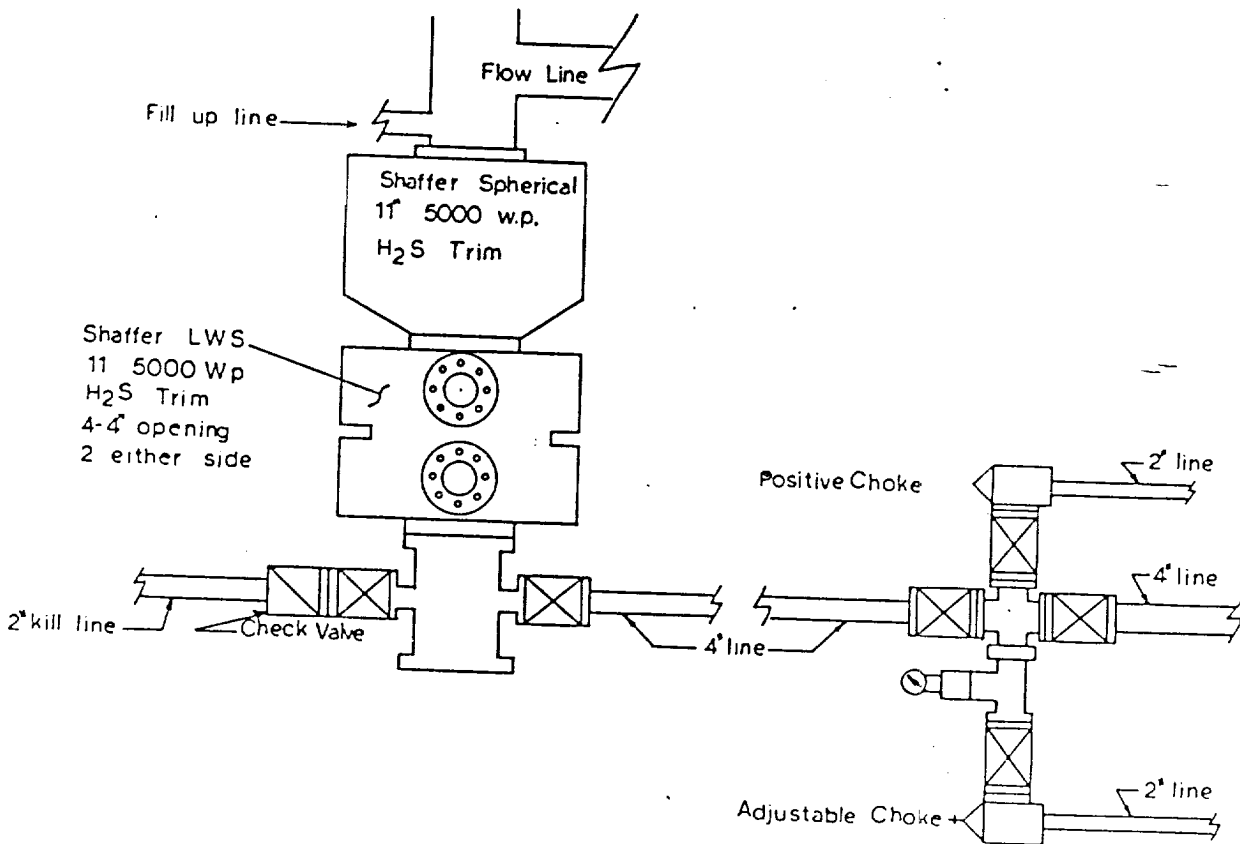 Flow Line
Fill up line
Shaffer Spherical
11" 5000 w.p.
H2S Trim
Shaffer LWS
11 5000 Wp
H2S Trim
4-4" opening
2 either side
Positive Choke
2" line
4" line
2" kill line
Check Valve
4" line
Adjustable Choke
2" line